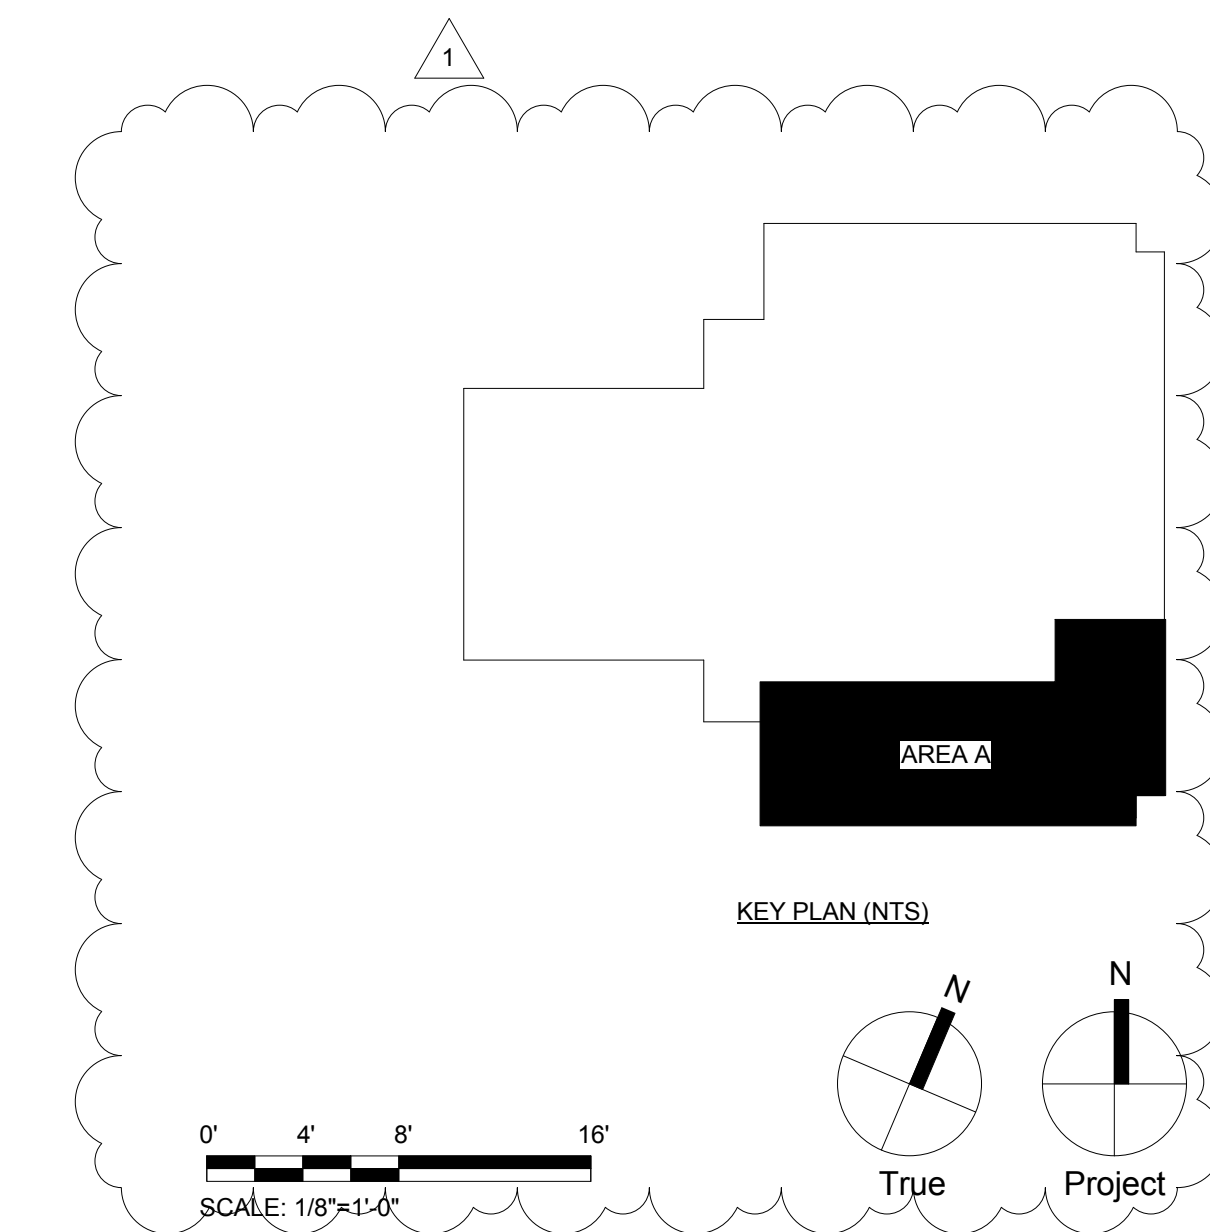 1
AREA A
KEY PLAN (NTS)
N
N
0' 4' 8' 16'
SCALE: 1/8"=1'-0"
True
Project